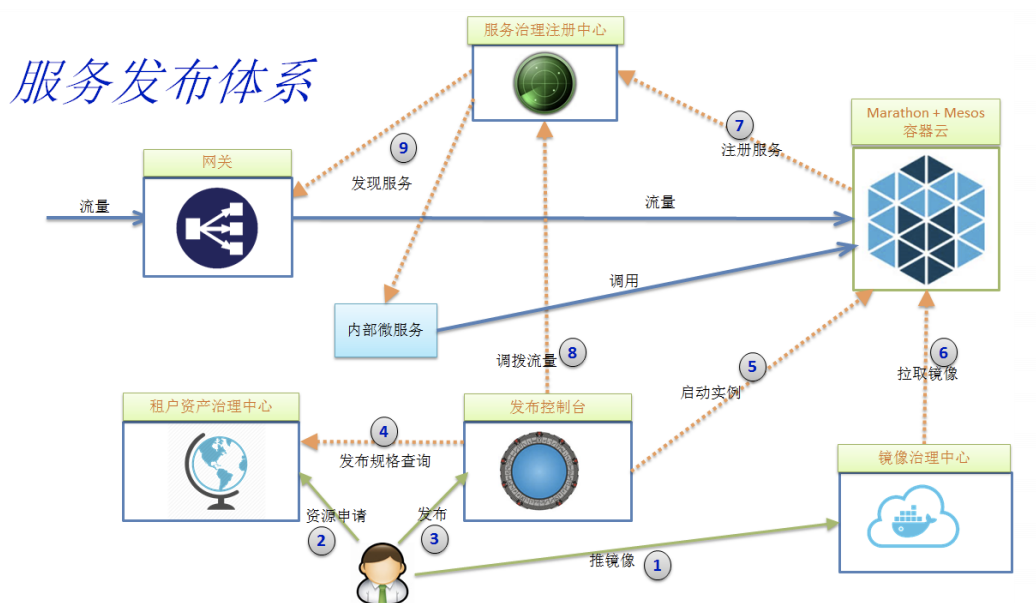 服务治理注册中心
服务发布体系
Marathon + Mesos
容器云
7
注册服务
网关
9
发现服务
流量
流量
调用
内部微服务
调拨流量
8
5
启动实例
6
拉取镜像
租户资产治理中心
发布控制台
4
发布规格查询
镜像治理中心
资源申请
2
发布
3
推镜像
1